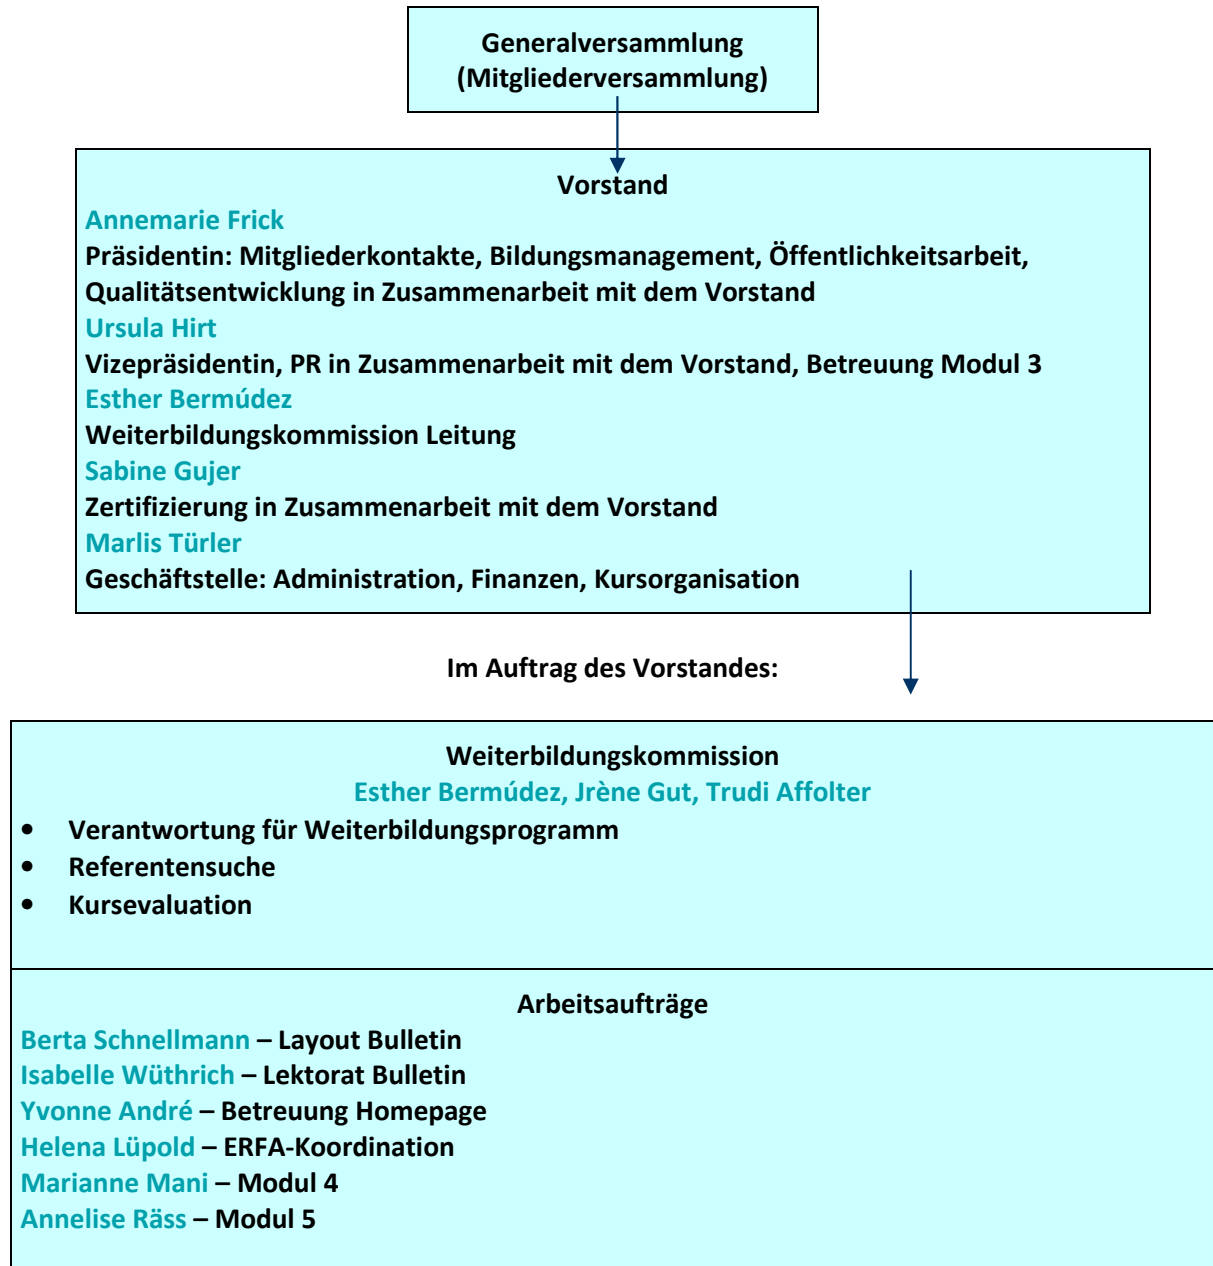 Generalversammlung
(Mitgliederversammlung)
Vorstand
Annemarie Frick
Präsidentin: Mitgliederkontakte, Bildungsmanagement, Öffentlichkeitsarbeit,
Qualitätsentwicklung in Zusammenarbeit mit dem Vorstand
Ursula Hirt
Vizepräsidentin, PR in Zusammenarbeit mit dem Vorstand, Betreuung Modul 3
Esther Bermúdez
Weiterbildungskommission Leitung
Sabine Gujer
Zertifizierung in Zusammenarbeit mit dem Vorstand
Marlis Türler
Geschäftstelle: Administration, Finanzen, Kursorganisation
Im Auftrag des Vorstandes:
Weiterbildungskommission
Esther Bermúdez, Jrène Gut, Trudi Affolter
• Verantwortung für Weiterbildungsprogramm
• Referentensuche
• Kursevaluation
Arbeitsaufträge
Berta Schnellmann – Layout Bulletin
Isabelle Wüthrich – Lektorat Bulletin
Yvonne André – Betreuung Homepage
Helena Lüpold – ERFA-Koordination
Marianne Mani – Modul 4
Annelise Räss – Modul 5